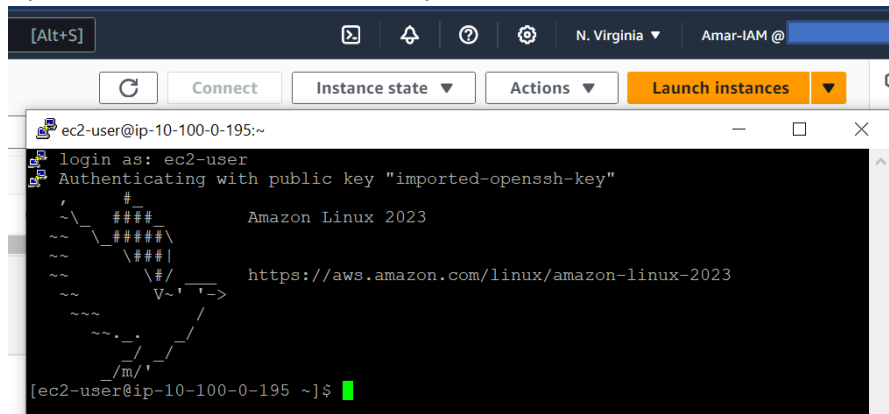 [Alt+S] N. Virginia ▼ Amar-IAM @
Connect Instance state ▼ Actions ▼ Launch instances ▼
ec2-user@ip-10-100-0-195:~
login as: ec2-user
Authenticating with public key "imported-openssh-key"
   ,     #_
   ~\_  ####_        Amazon Linux 2023
  ~~  \_#####\
  ~~     \###|
  ~~       \#/ ___   https://aws.amazon.com/linux/amazon-linux-2023
   ~~       V~' '->
    ~~~         /
      ~~._.   _/
         _/ _/
       _/m/'
[ec2-user@ip-10-100-0-195 ~]$